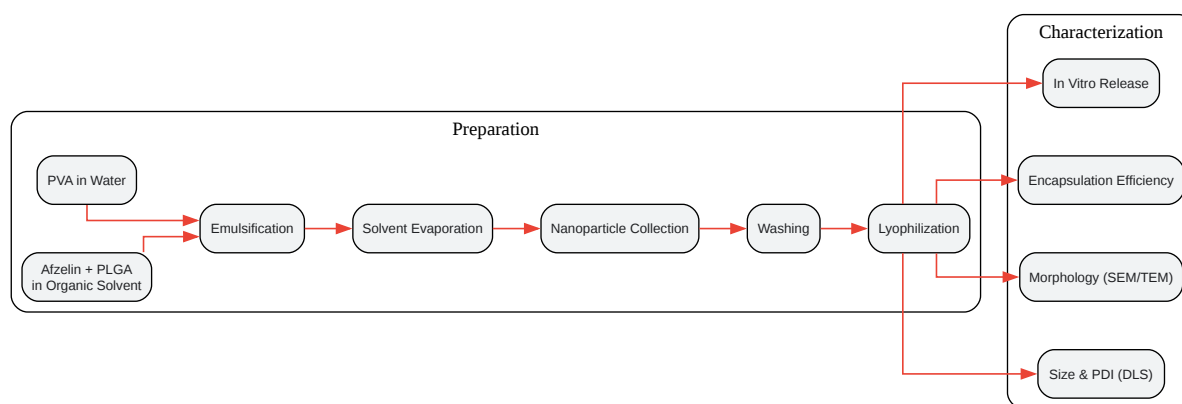 Characterization
In Vitro Release
Preparation
PVA in Water
Encapsulation Efficiency
Emulsification
Solvent Evaporation
Nanoparticle Collection
Washing
Lyophilization
Afzelin + PLGA
in Organic Solvent
Morphology (SEM/TEM)
Size & PDI (DLS)